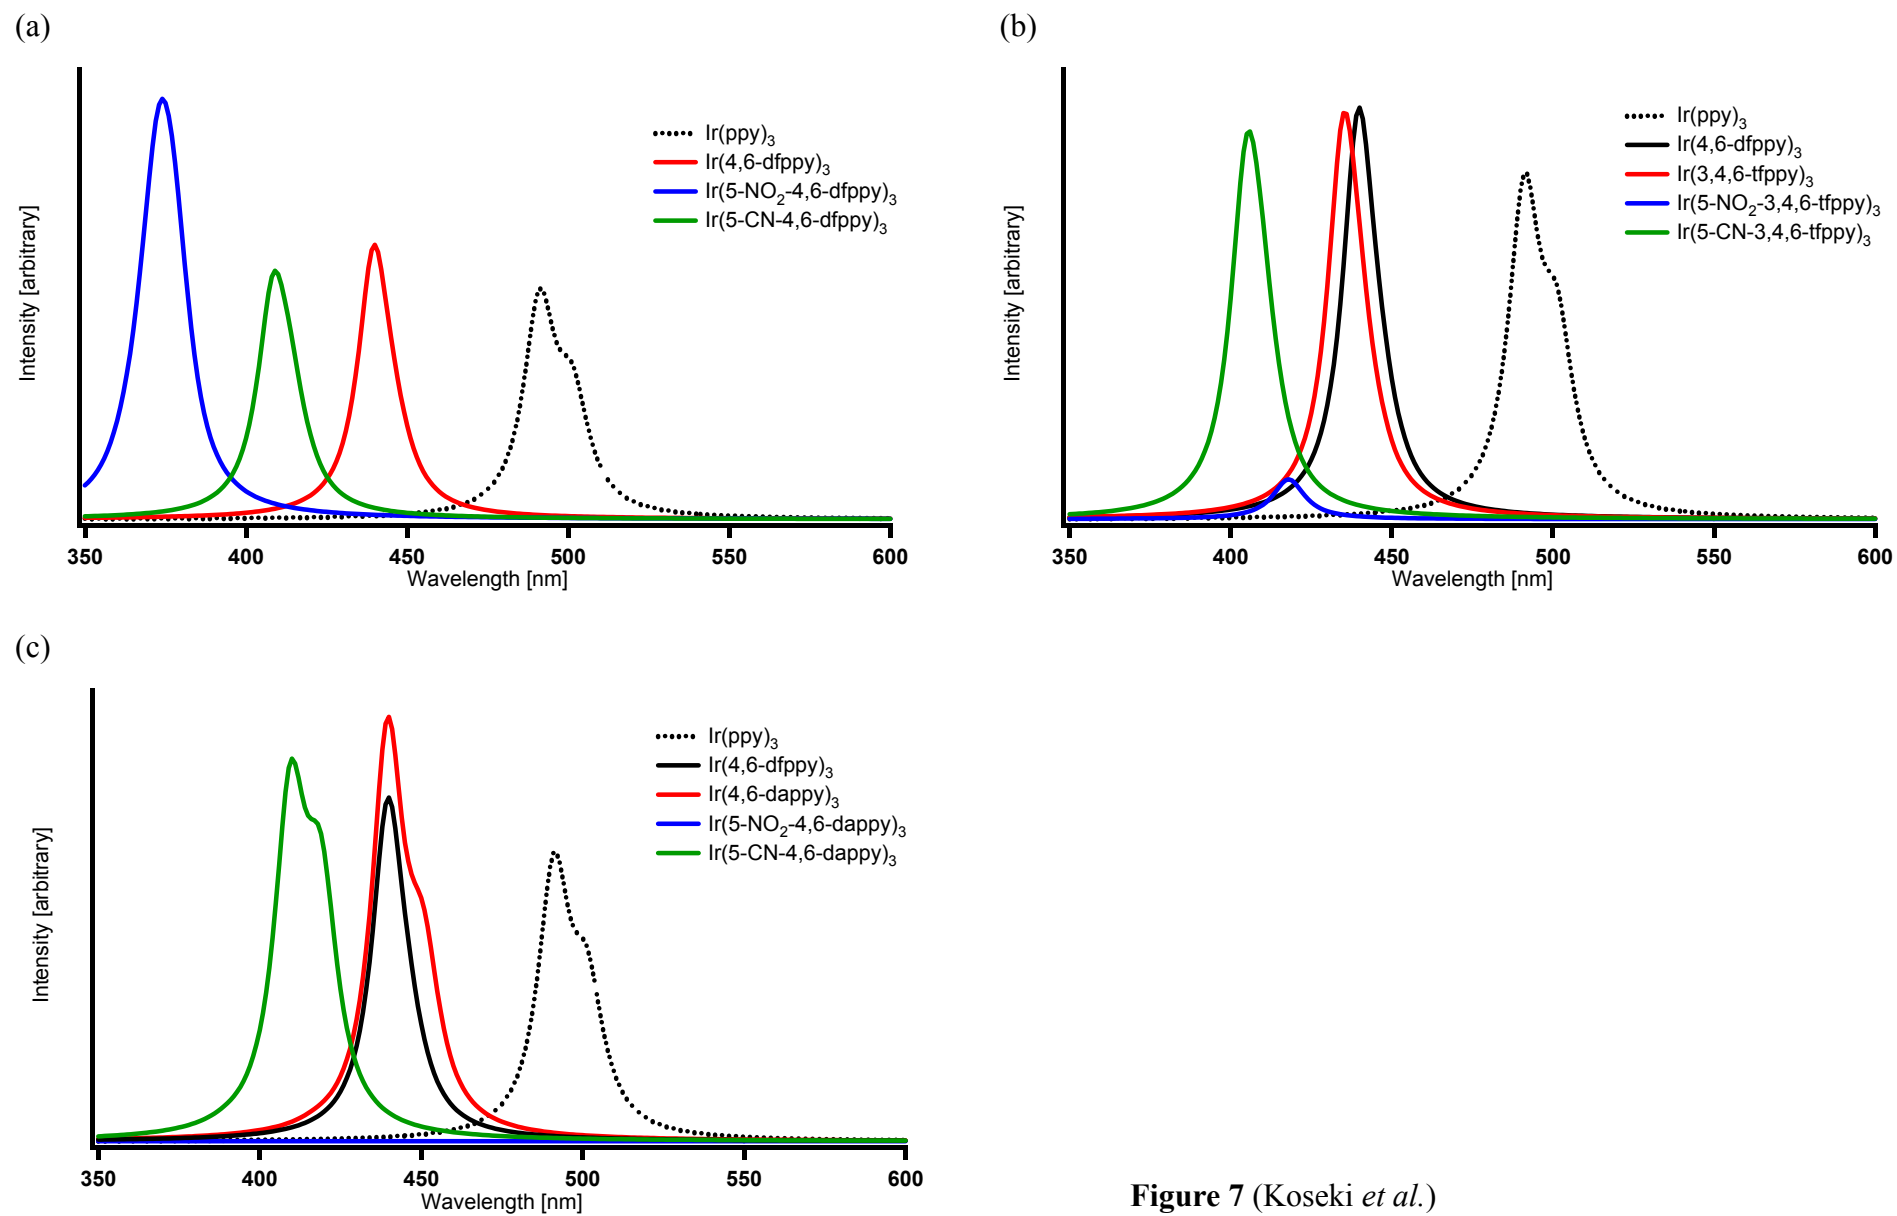 (a)
Intensity [arbitrary]
Ir(ppy)₃
Ir(4,6-dfppy)₃
Ir(5-NO₂-4,6-dfppy)₃
Ir(5-CN-4,6-dfppy)₃
350 400 450 500 550 600
Wavelength [nm]
(b)
Intensity [arbitrary]
Ir(ppy)₃
Ir(4,6-dfppy)₃
Ir(3,4,6-tfppy)₃
Ir(5-NO₂-3,4,6-tfppy)₃
Ir(5-CN-3,4,6-tfppy)₃
350 400 450 500 550 600
Wavelength [nm]
(c)
Intensity [arbitrary]
Ir(ppy)₃
Ir(4,6-dfppy)₃
Ir(4,6-dappy)₃
Ir(5-NO₂-4,6-dappy)₃
Ir(5-CN-4,6-dappy)₃
350 400 450 500 550 600
Wavelength [nm]
Figure 7 (Koseki et al.)